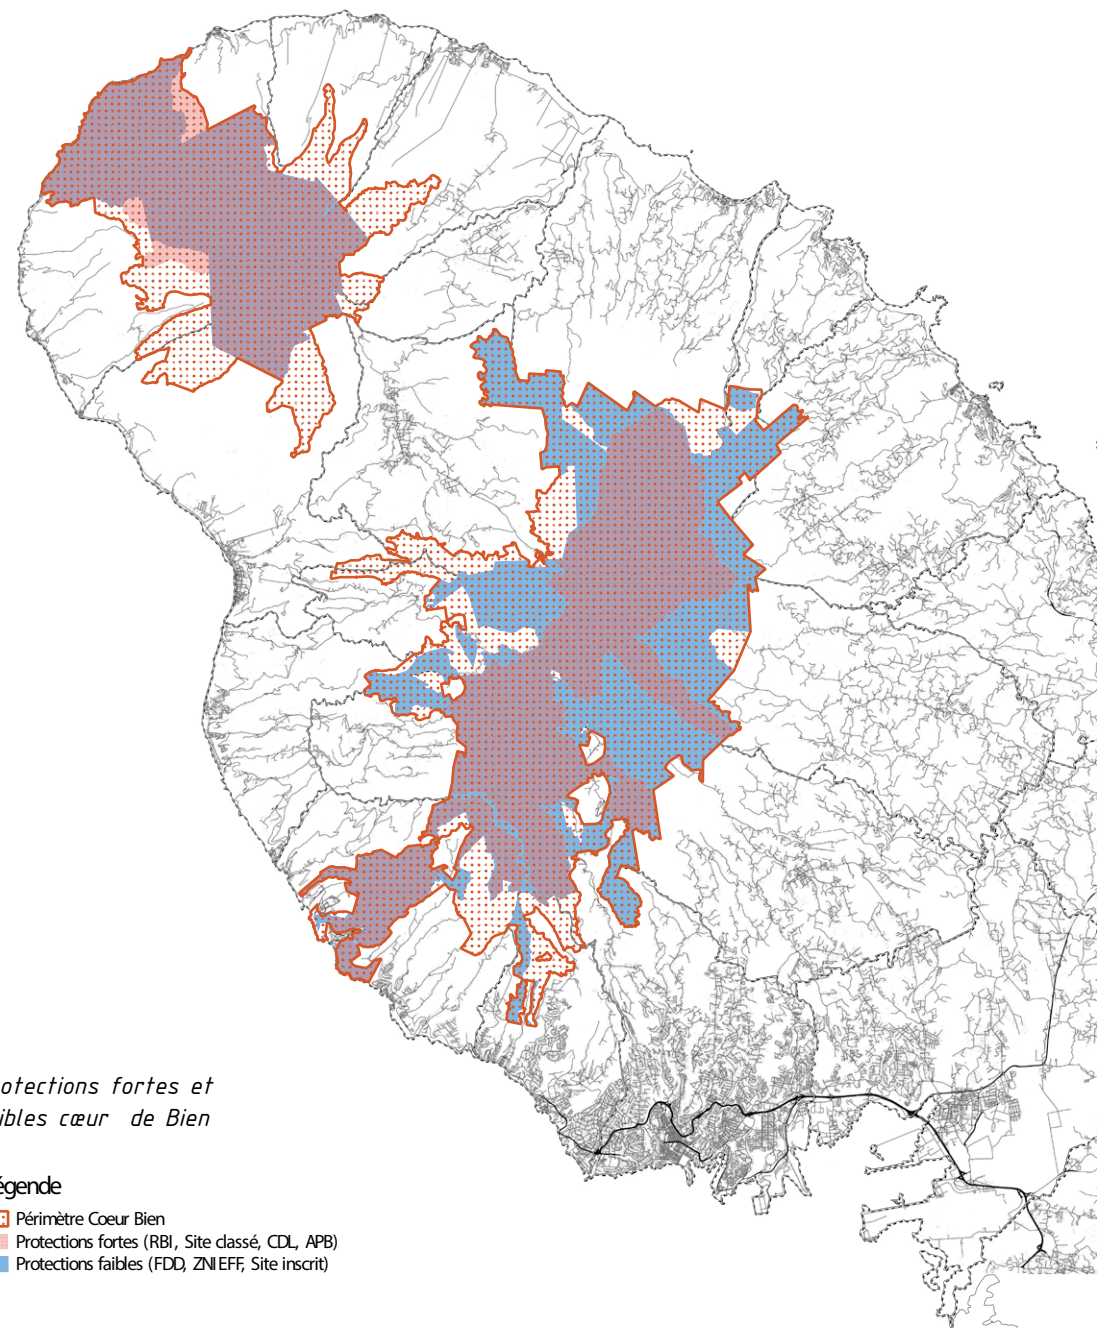 otections fortes et
ibles cœur de Bien
égende
Périmètre Coeur Bien
Protections fortes (RBI, Site classé, CDL, APB)
Protections faibles (FDD, ZNIEFF, Site inscrit)